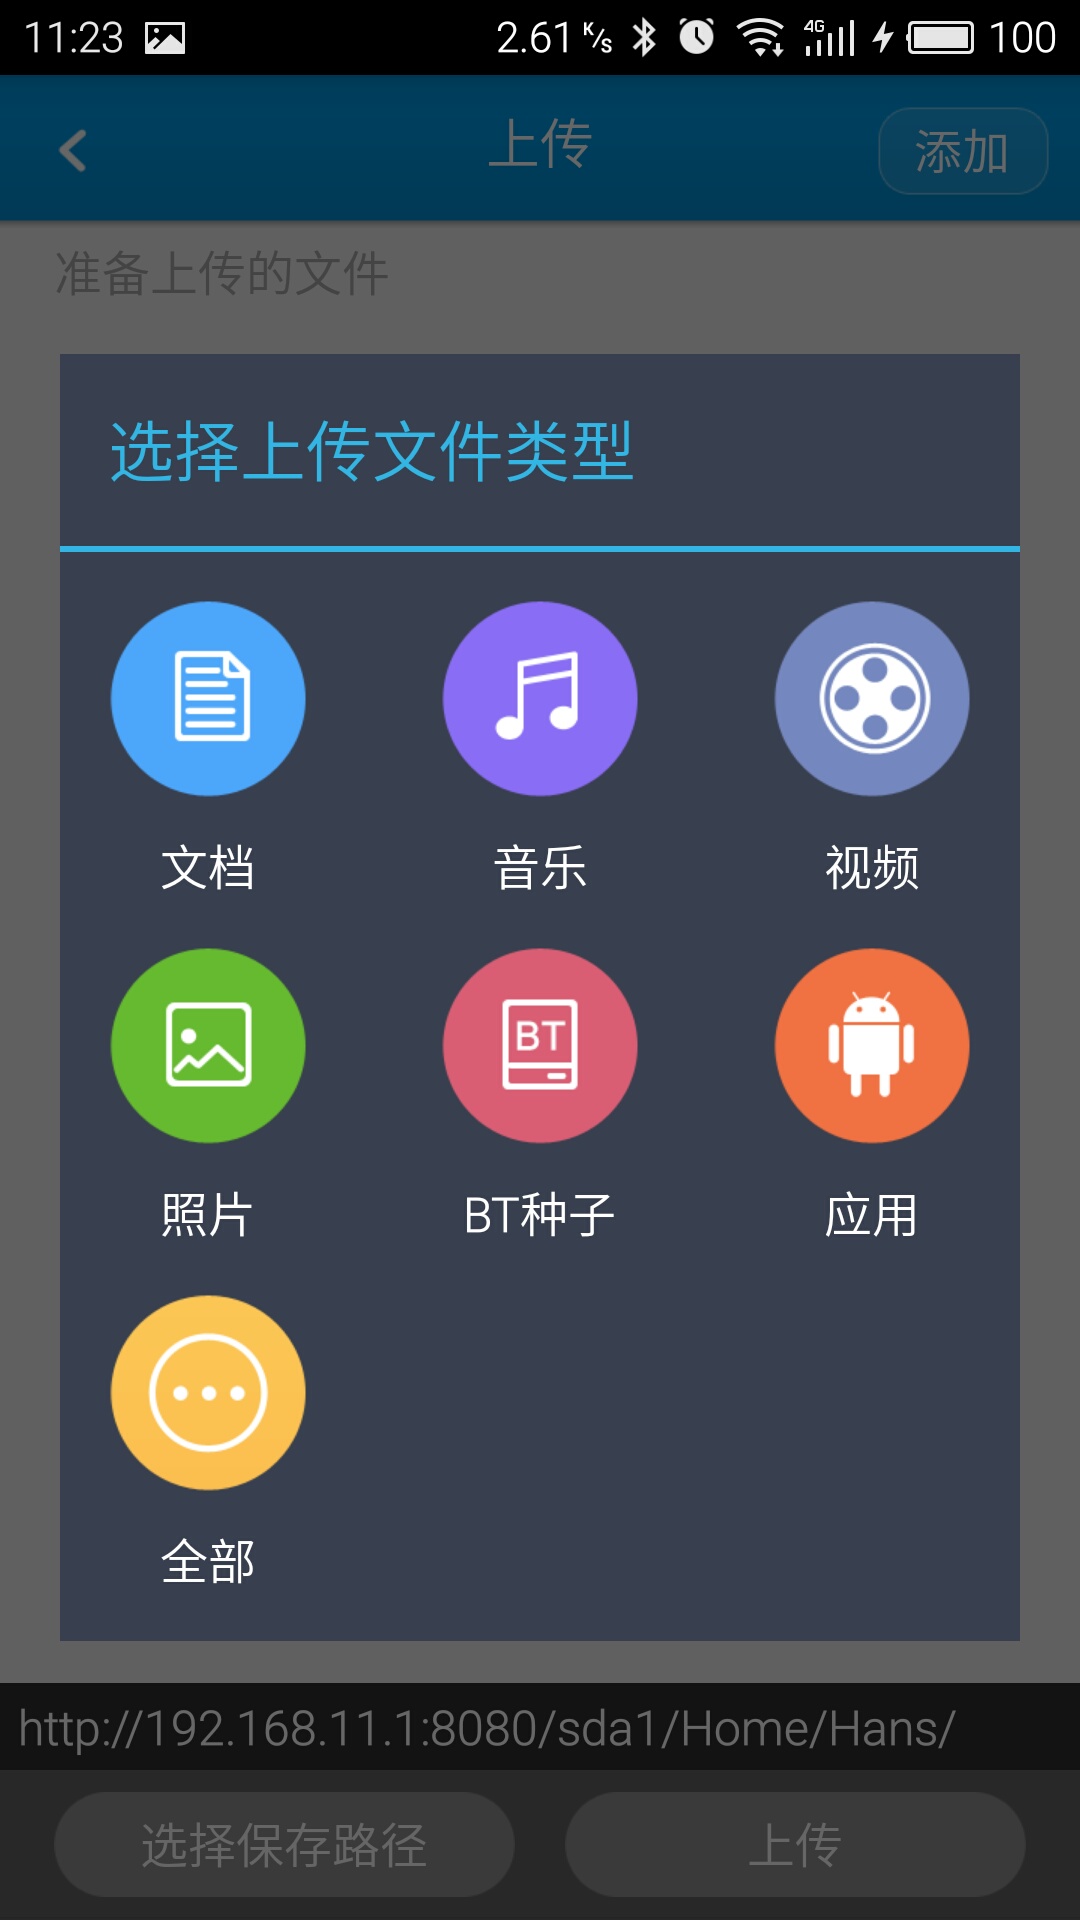 11:23 2.61 K/s 4G 100
上传 添加
准备上传的文件
选择上传文件类型
文档 音乐 视频
BT
照片 BT种子 应用
全部
http://192.168.11.1:8080/sda1/Home/Hans/
选择保存路径 上传